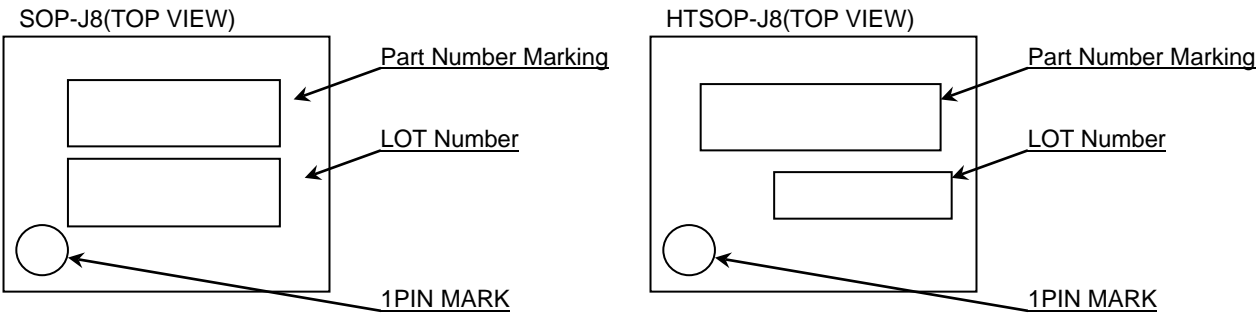 SOP-J8(TOP VIEW)
Part Number Marking
LOT Number
1PIN MARK
HTSOP-J8(TOP VIEW)
Part Number Marking
LOT Number
1PIN MARK